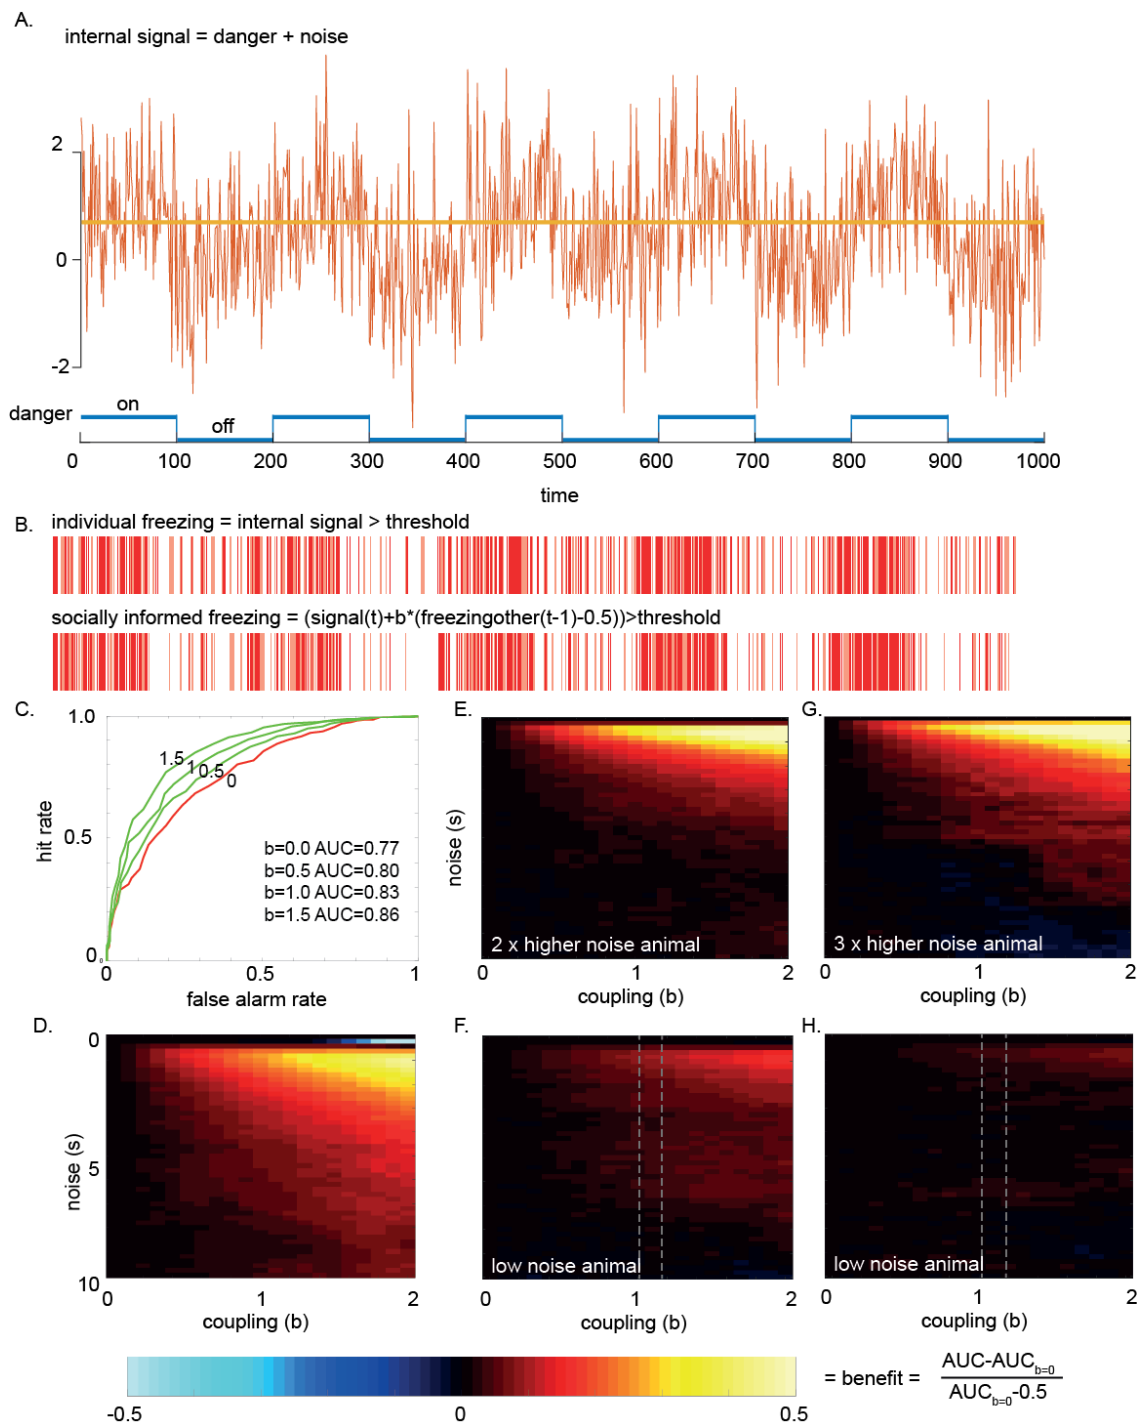 A.
internal signal = danger + noise
2
0
-2
danger
on
off
0 100 200 300 400 500 600 700 800 900 1000
time
B.
individual freezing = internal signal > threshold
socially informed freezing = (signal(t)+b*(freezingother(t-1)-0.5))>threshold
C.
1.0
0.5
0
hit rate
1.5 1 0.5 0
b=0.0 AUC=0.77
b=0.5 AUC=0.80
b=1.0 AUC=0.83
b=1.5 AUC=0.86
0 0.5 1
false alarm rate
E.
noise (s)
2 x higher noise animal
0 1 2
coupling (b)
G.
3 x higher noise animal
0 1 2
coupling (b)
D.
0
5
10
noise (s)
0 1 2
coupling (b)
F.
low noise animal
0 1 2
coupling (b)
H.
low noise animal
0 1 2
coupling (b)
-0.5 0 0.5
= benefit = AUC-AUCb=0
AUCb=0-0.5